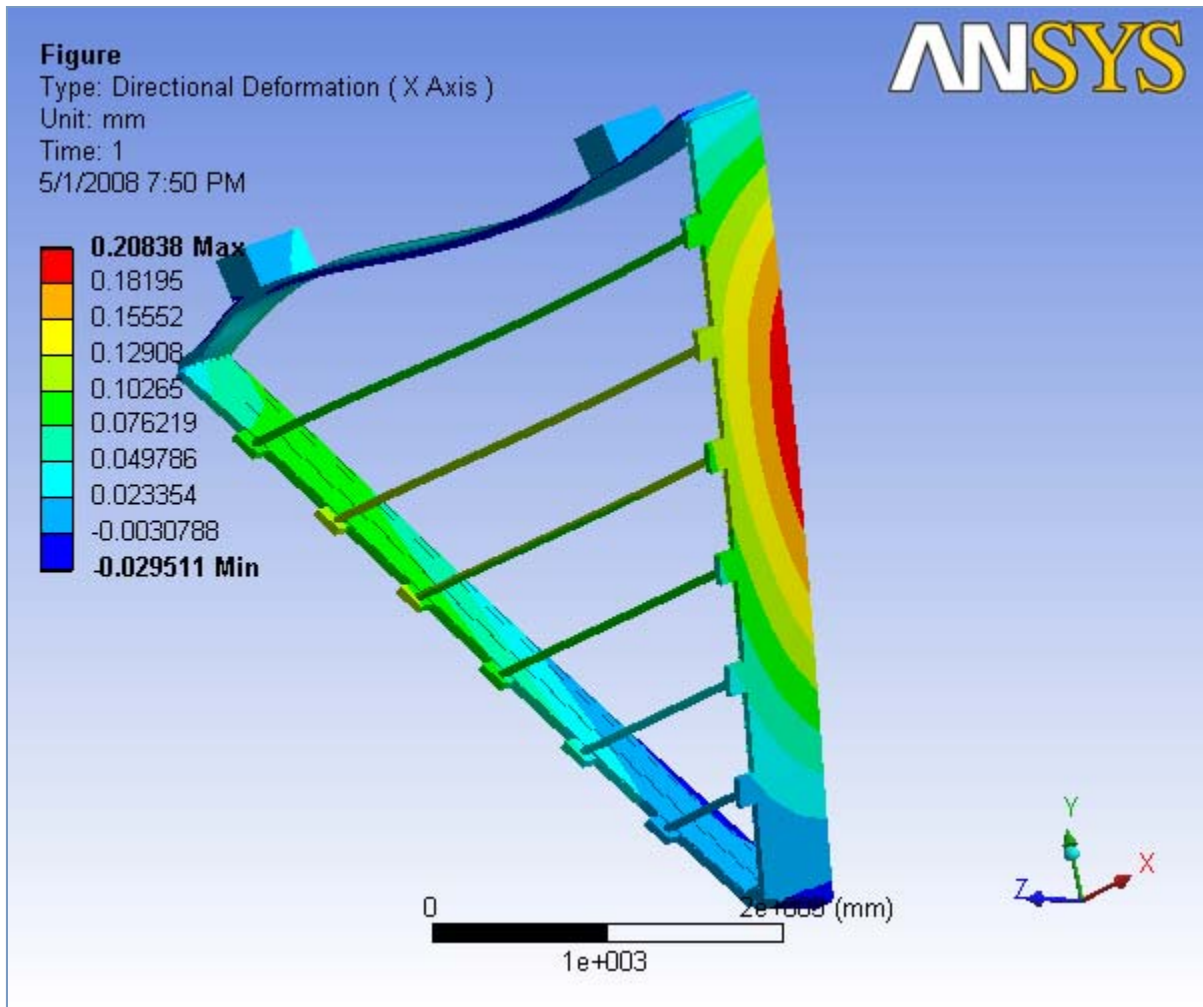 Figure
Type: Directional Deformation ( X Axis )
Unit: mm
Time: 1
5/1/2008 7:50 PM
ANSYS
0.20838 Max
0.18195
0.15552
0.12908
0.10265
0.076219
0.049786
0.023354
-0.0030788
-0.029511 Min
Y
X
Z
0
(mm)
1e+003